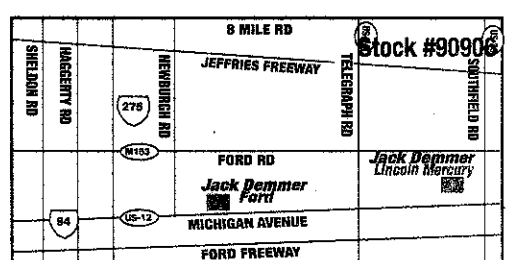 8 MILE RD
Stock #90906
JEFFRIES FREEWAY
SHELDON RD
HAGGERTY RD
NEWBURGH RD
TELEGRAPH RD
SOUTHFIELD RD
275
M153
FORD RD
Jack Demmer
Lincoln Mercury
Jack Demmer
Ford
94
US-12
MICHIGAN AVENUE
FORD FREEWAY